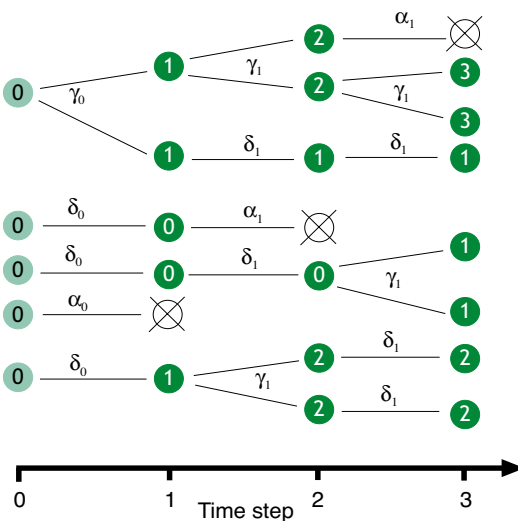 2 α₁
1 γ₁ 3
0 γ₀ 2 γ₁
3
1 δ₁ 1 δ₁ 1
δ₀ α₁
0 0
1
δ₀ δ₁
0 0 0 γ₁
α₀
0 1
δ₁
2 2
δ₀
0 1 γ₁ δ₁
2 2
0 1 2 3
Time step